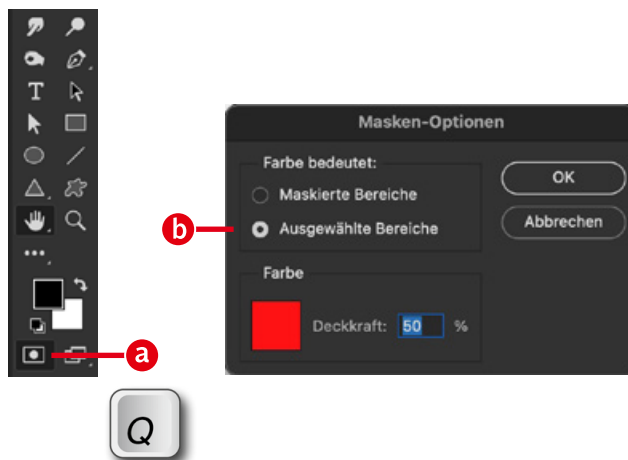 T
Masken-Optionen
Farbe bedeutet:
Maskierte Bereiche
Ausgewählte Bereiche
OK
Abbrechen
b
Farbe
Deckkraft: 50 %
a
Q